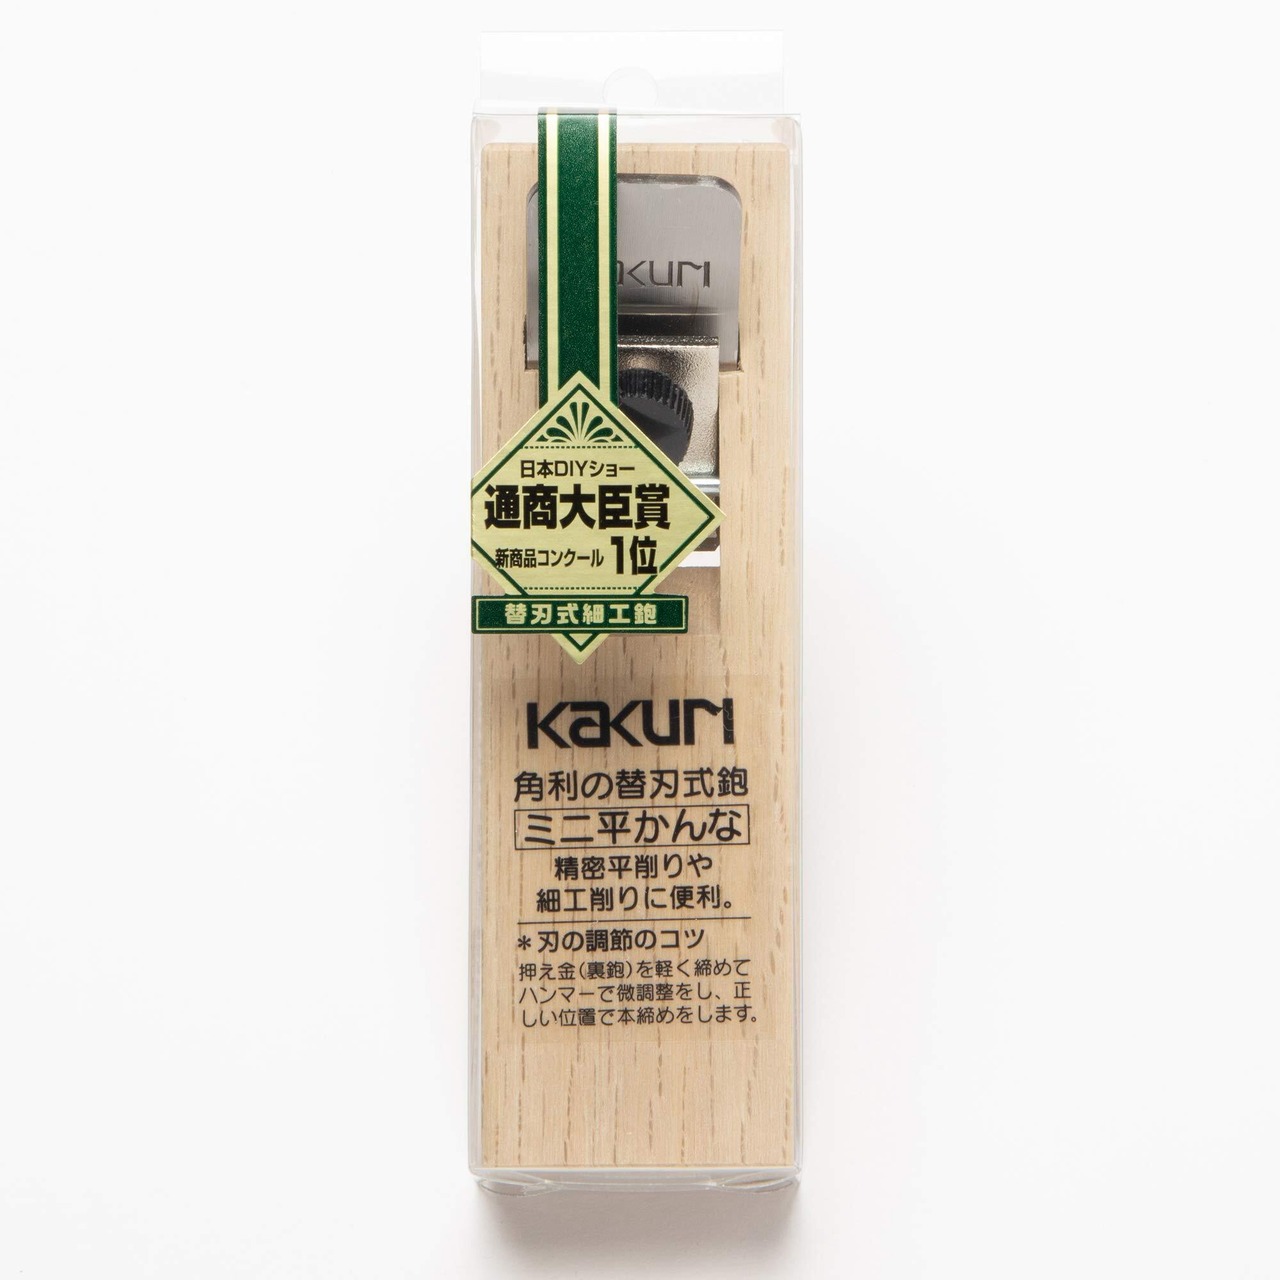 KAKURI
日本DIYショー
通商大臣賞
新商品コンクール 1位
替刃式細工鉋
KAKURI
角利の替刃式鉋
ミニ平かんな
精密平削りや
細工削りに便利。
＊刃の調節のコツ
押え金(裏鉋)を軽く締めて
ハンマーで微調整をし、正
しい位置で本締めをします。